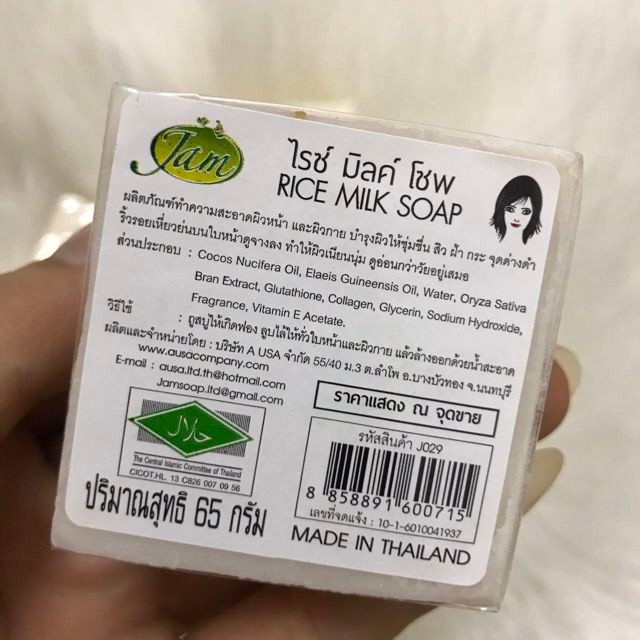 Jam
ไรซ์ มิลค์ โซพ
RICE MILK SOAP
ผลิตภัณฑ์ทำความสะอาดผิวหน้า และผิวกาย บำรุงผิวให้ชุ่มชื่น สิว ฝ้า กระ จุดด่างดำ
ริ้วรอยเหี่ยวย่นบนใบหน้าดูจางลง ทำให้ผิวเนียนนุ่ม ดูอ่อนกว่าวัยอยู่เสมอ
ส่วนประกอบ : Cocos Nucifera Oil, Elaeis Guineensis Oil, Water, Oryza Sativa
Bran Extract, Glutathione, Collagen, Glycerin, Sodium Hydroxide,
Fragrance, Vitamin E Acetate.
วิธีใช้ : ถูสบู่ให้เกิดฟอง ลูบไล้ให้ทั่วใบหน้าและผิวกาย แล้วล้างออกด้วยน้ำสะอาด
ผลิตและจำหน่ายโดย : บริษัท A USA จำกัด 55/40 ม.3 ต.ลำโพ อ.บางบัวทอง จ.นนทบุรี
www.ausacompany.com
E-mail : ausa.ltd.th@hotmail.com
Jamsoap.ltd@gmail.com
ราคาแสดง ณ จุดขาย
حلال
The Central Islamic Committee of Thailand
CICOT.HL. 13 C826 007 09 56
รหัสสินค้า J029
8 858891 600715
เลขที่จดแจ้ง : 10-1-6010041937
ปริมาณสุทธิ 65 กรัม
MADE IN THAILAND